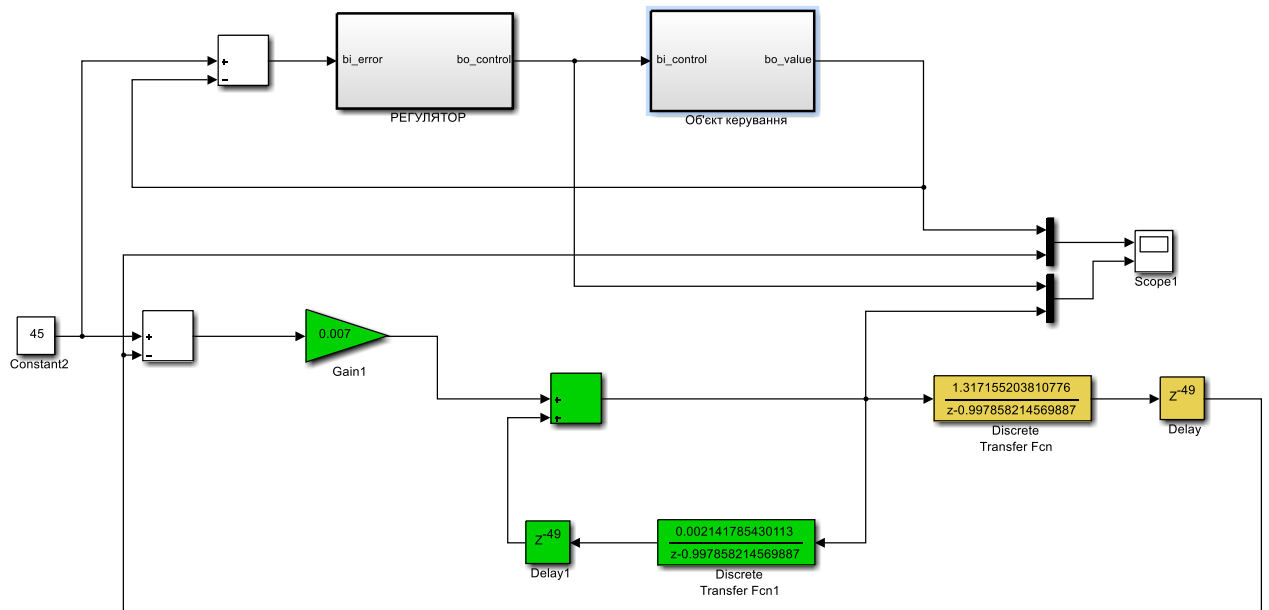 bi_error
bo_control
РЕГУЛЯТОР
bi_control
bo_value
Об'єкт керування
Scope1
45
Constant2
0.007
Gain1
1.317155203810776
z-0.997858214569887
Discrete
Transfer Fcn
z-49
Delay
z-49
Delay1
0.002141785430113
z-0.997858214569887
Discrete
Transfer Fcn1